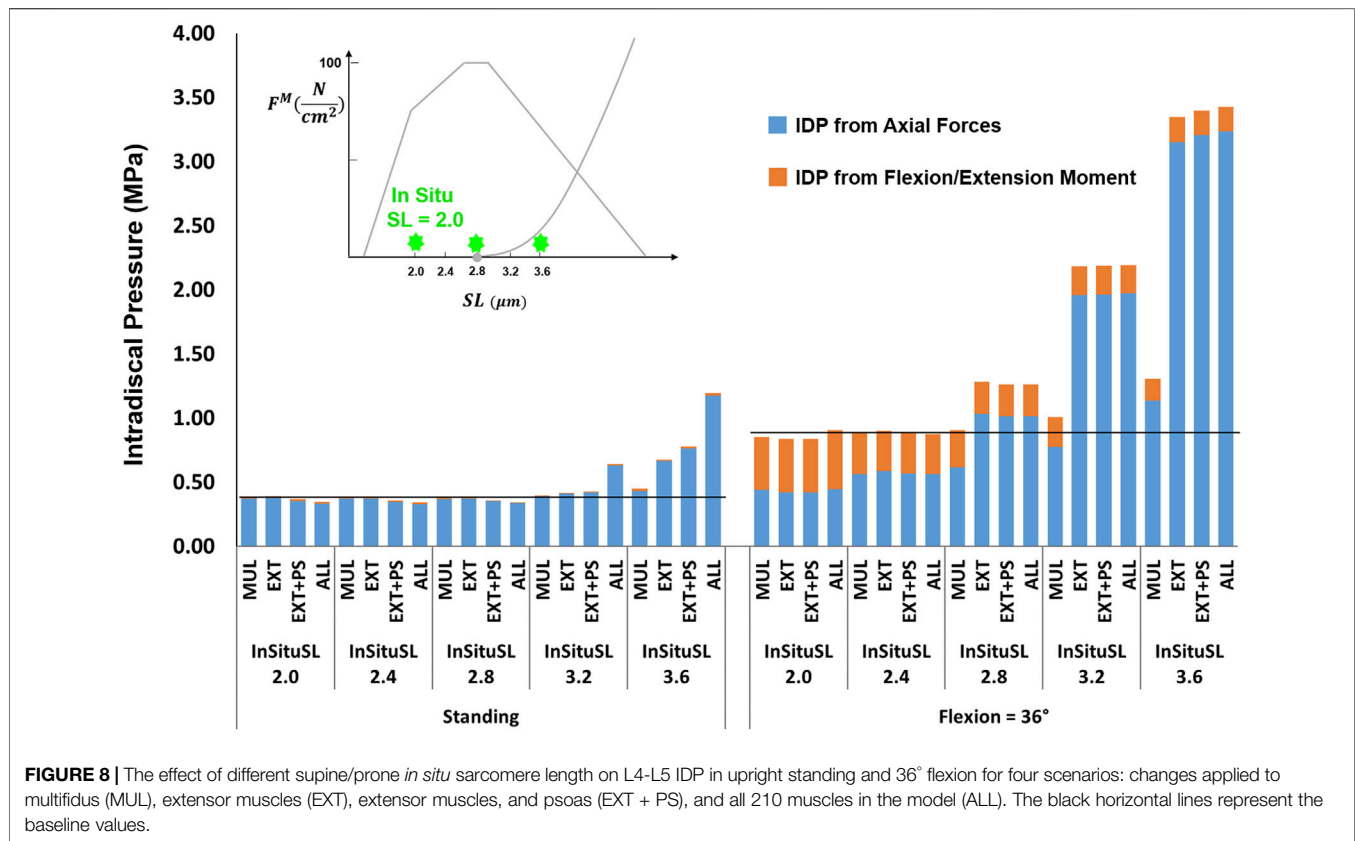 4.00
3.50
3.00
2.50
2.00
1.50
1.00
0.50
0.00
Intradiscal Pressure (MPa)
100
F^M(N/cm²)
In Situ
SL = 2.0
2.0 2.4 2.8 3.2 3.6
SL (μm)
IDP from Axial Forces
IDP from Flexion/Extension Moment
MUL EXT EXT+PS ALL MUL EXT EXT+PS ALL MUL EXT EXT+PS ALL MUL EXT EXT+PS ALL MUL EXT EXT+PS ALL MUL EXT EXT+PS ALL MUL EXT EXT+PS ALL MUL EXT EXT+PS ALL MUL EXT EXT+PS ALL MUL EXT EXT+PS ALL
InSituSL InSituSL InSituSL InSituSL InSituSL InSituSL InSituSL InSituSL InSituSL InSituSL
2.0 2.4 2.8 3.2 3.6 2.0 2.4 2.8 3.2 3.6
Standing Flexion = 36°
FIGURE 8 | The effect of different supine/prone in situ sarcomere length on L4-L5 IDP in upright standing and 36° flexion for four scenarios: changes applied to
multifidus (MUL), extensor muscles (EXT), extensor muscles, and psoas (EXT + PS), and all 210 muscles in the model (ALL). The black horizontal lines represent the
baseline values.